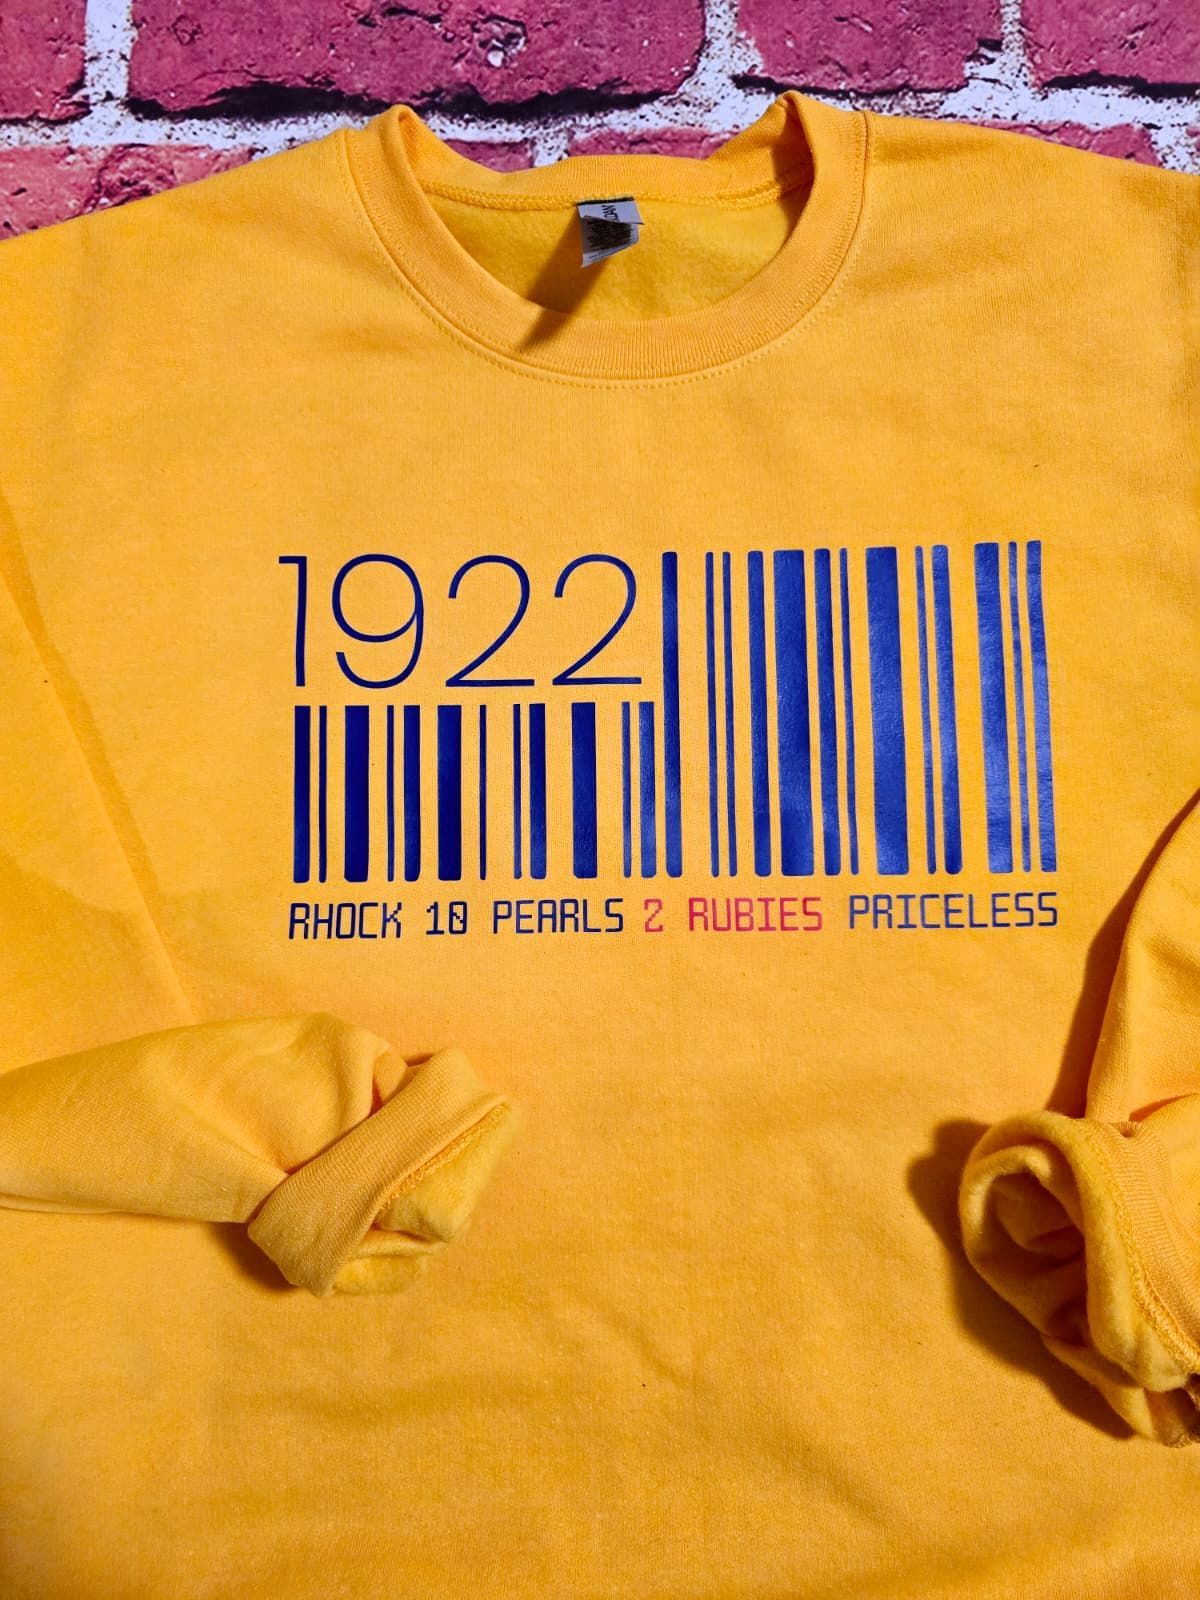 1922
RHOCK 10 PEARLS 2 RUBIES PRICELESS